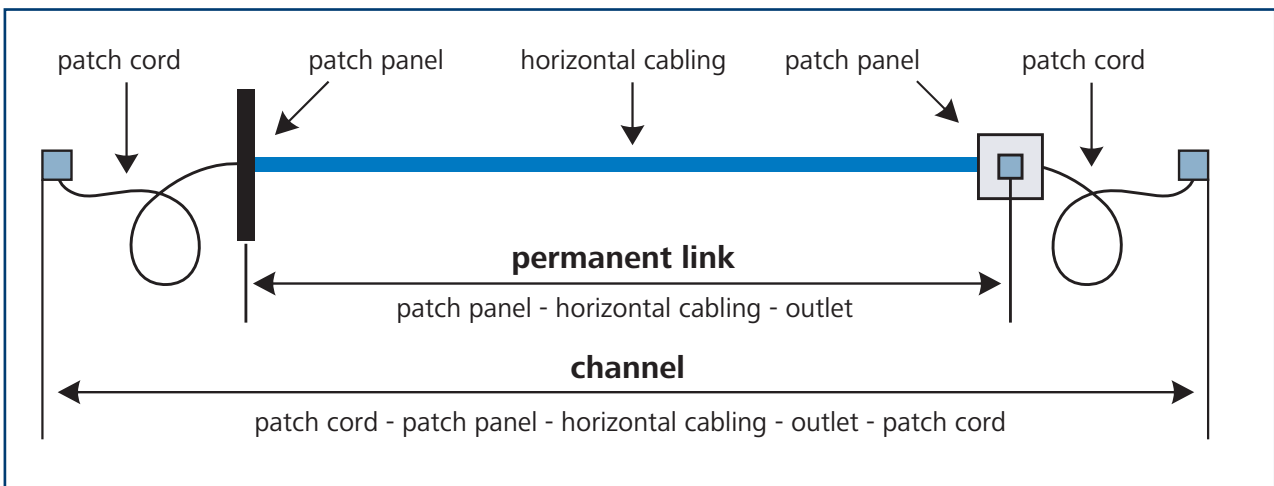 patch cord
patch panel
horizontal cabling
patch panel
patch cord
permanent link
patch panel - horizontal cabling - outlet
channel
patch cord - patch panel - horizontal cabling - outlet - patch cord